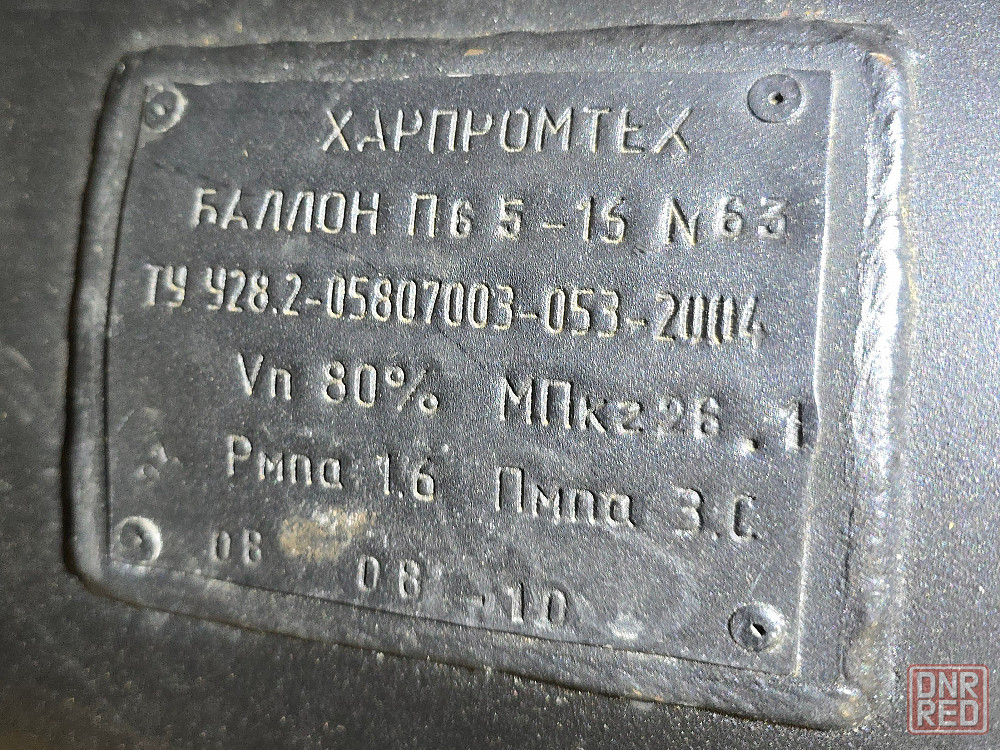 ХАРПРОМТЕХ
БАЛЛОН ПБ 5-16 N 63
ТУ У28.2-05807003-053-2004
Vп 80% МПкг 26.1
Рмпа 1.6 Пмпа 3.0
08 08-10
DNR
RED